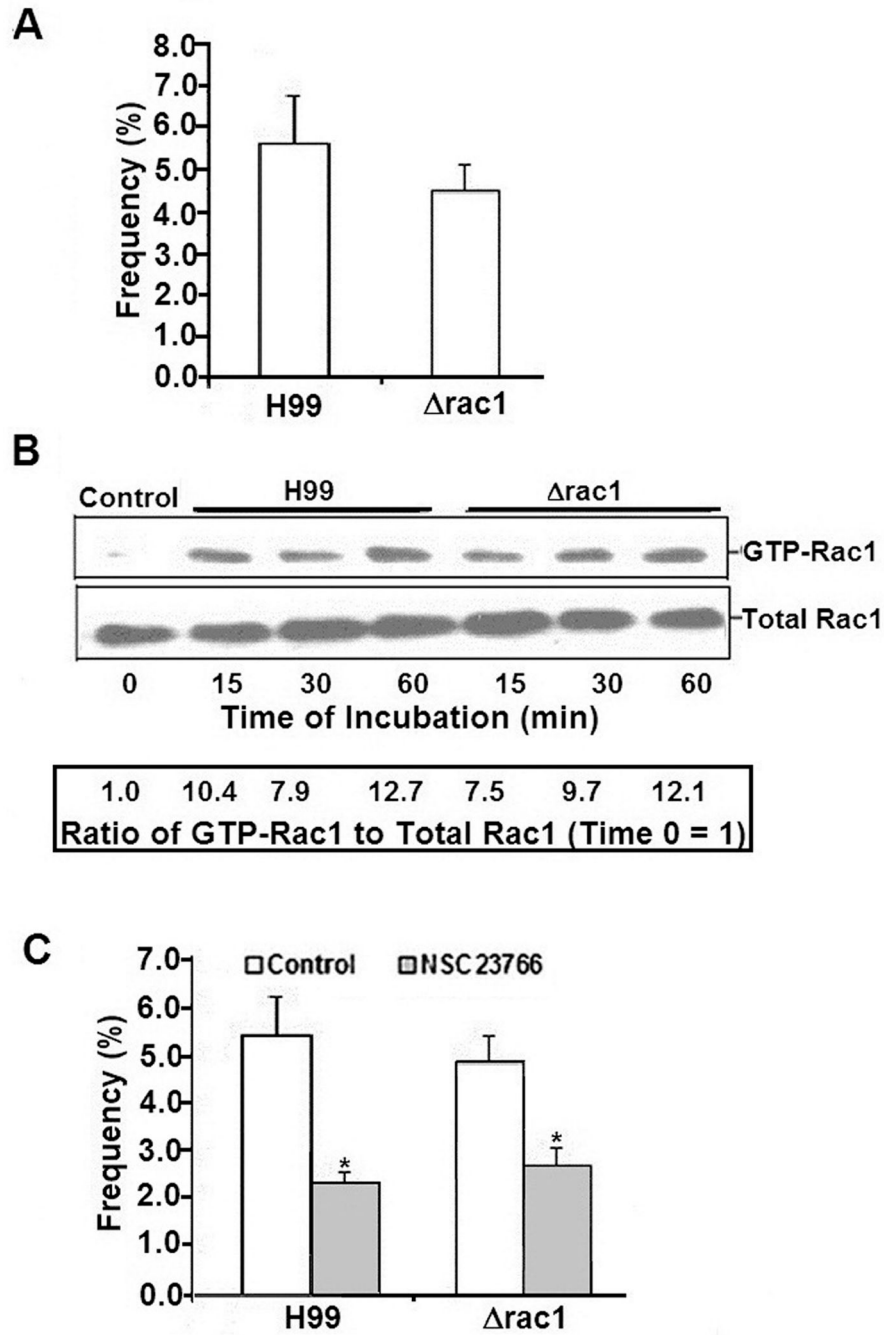 A
8.0
7.0
6.0
5.0
4.0
3.0
2.0
1.0
0.0
Frequency (%)
H99 Δrac1
B
Control H99 Δrac1
GTP-Rac1
Total Rac1
0 15 30 60 15 30 60
Time of Incubation (min)
1.0 10.4 7.9 12.7 7.5 9.7 12.1
Ratio of GTP-Rac1 to Total Rac1 (Time 0 = 1)
C
7.0
6.0
5.0
4.0
3.0
2.0
1.0
0.0
Frequency (%)
Control NSC23766
* *
H99 Δrac1